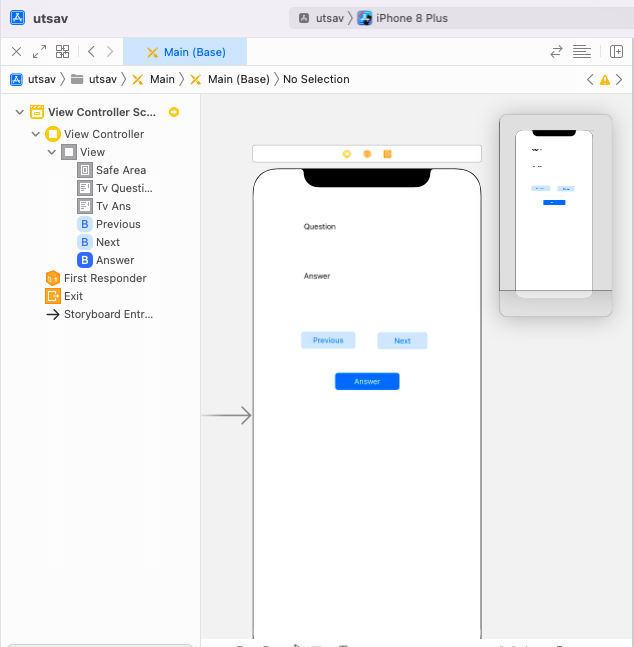 utsav
utsav 〉 iPhone 8 Plus
Main (Base)
utsav 〉 utsav 〉 Main 〉 Main (Base) 〉 No Selection
View Controller Sc...
View Controller
View
Safe Area
Tv Questi...
Tv Ans
B Previous
B Next
B Answer
First Responder
Exit
Storyboard Entr...
Question
Answer
Previous
Next
Answer